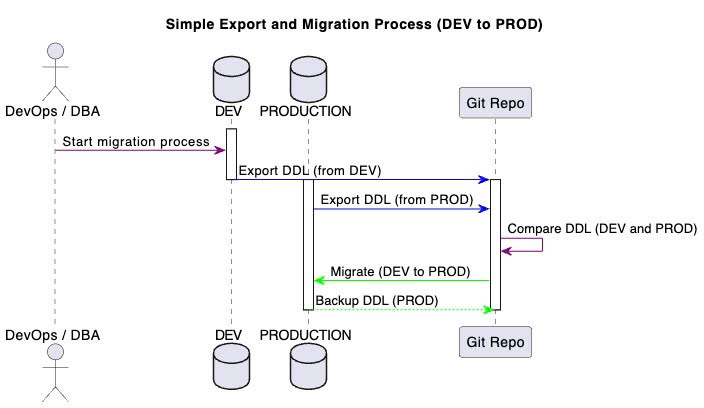 Simple Export and Migration Process (DEV to PROD)
DevOps / DBA
DEV
PRODUCTION
Git Repo
Start migration process
Export DDL (from DEV)
Export DDL (from PROD)
Compare DDL (DEV and PROD)
Migrate (DEV to PROD)
Backup DDL (PROD)
DevOps / DBA
DEV
PRODUCTION
Git Repo